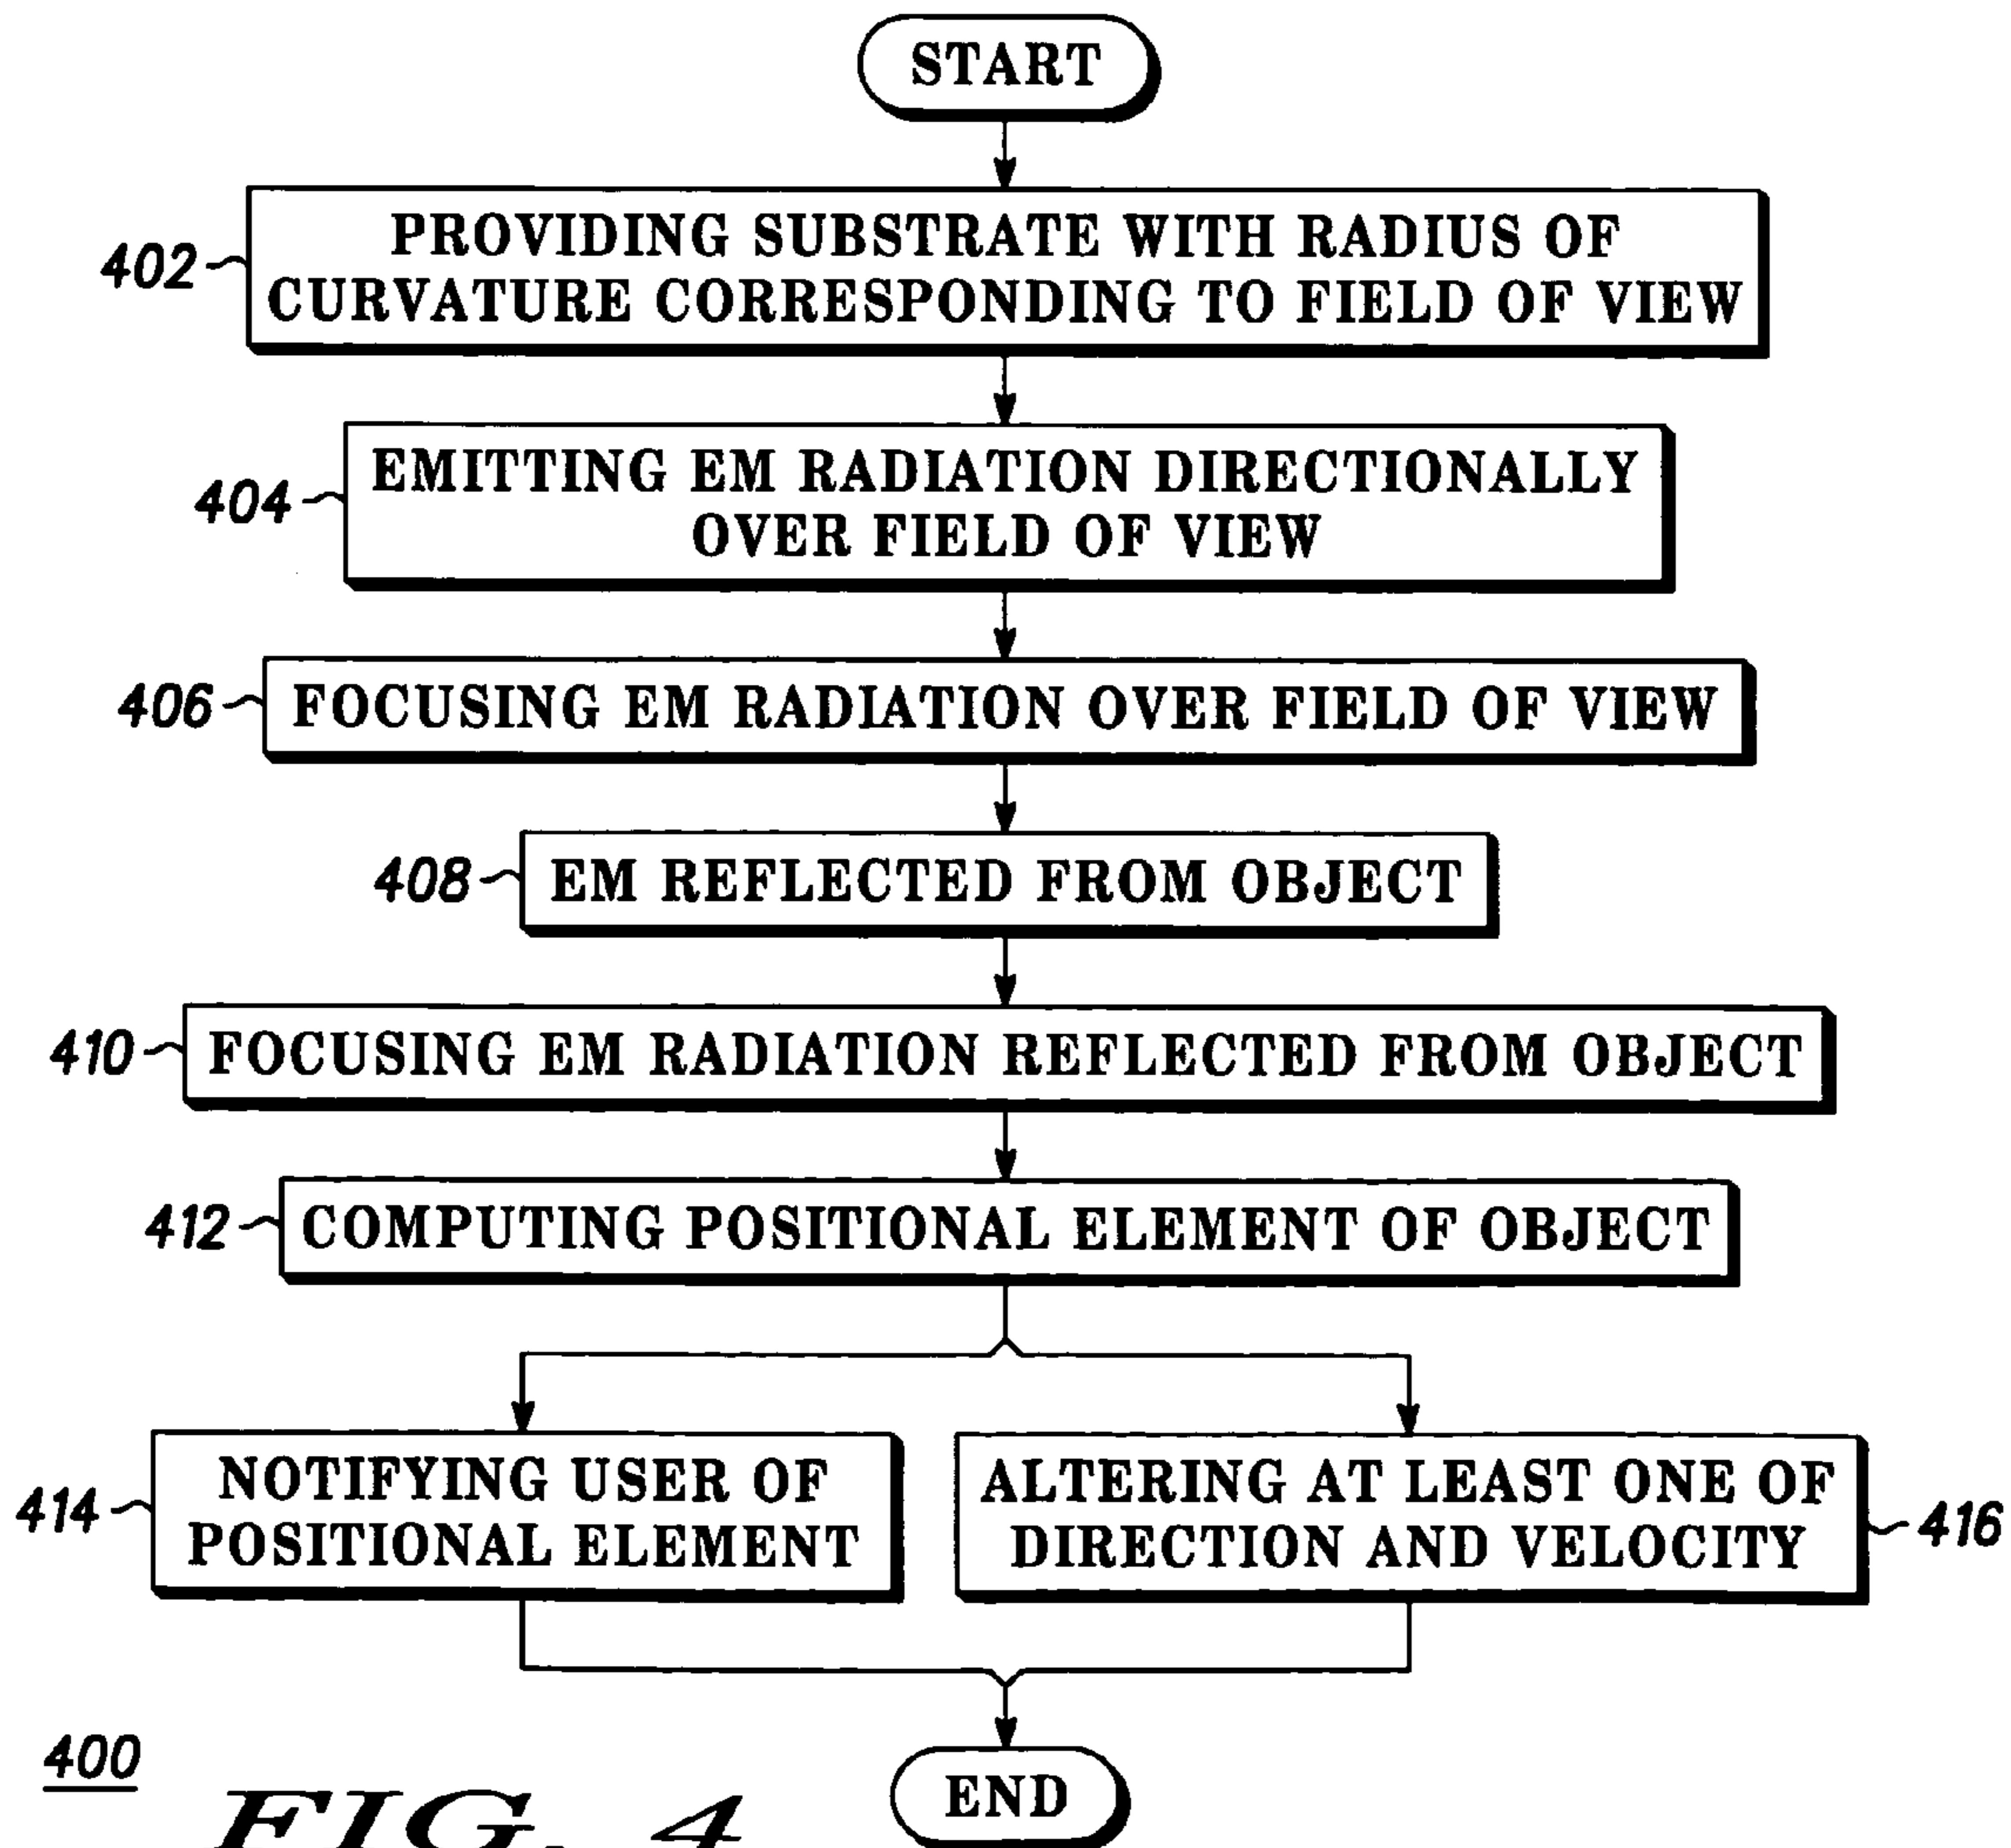 START
402
PROVIDING SUBSTRATE WITH RADIUS OF
CURVATURE CORRESPONDING TO FIELD OF VIEW
404
EMITTING EM RADIATION DIRECTIONALLY
OVER FIELD OF VIEW
406
FOCUSING EM RADIATION OVER FIELD OF VIEW
408
EM REFLECTED FROM OBJECT
410
FOCUSING EM RADIATION REFLECTED FROM OBJECT
412
COMPUTING POSITIONAL ELEMENT OF OBJECT
414
NOTIFYING USER OF
POSITIONAL ELEMENT
ALTERING AT LEAST ONE OF
DIRECTION AND VELOCITY
416
END
400
FIG. 4